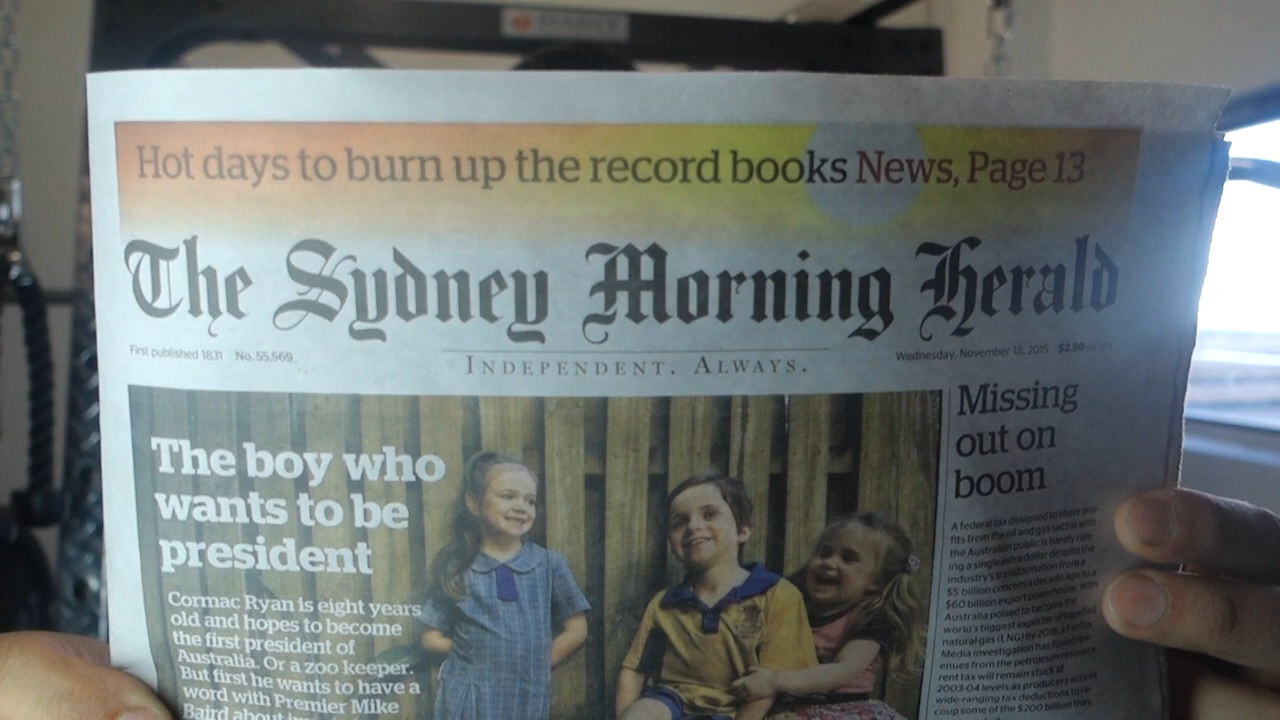 Hot days to burn up the record books News, Page 13
The Sydney Morning Herald
First published 1831 No. 55,569
INDEPENDENT. ALWAYS.
Wednesday, November 18, 2015 $2.50
The boy who
wants to be
president
Cormac Ryan is eight years
old and hopes to become
the first president of
Australia. Or a zoo keeper.
But first he wants to have a
word with Premier Mike
Baird about
Missing
out on
boom
A federal tax designed to share pro-
fits from the oil and gas sector with
the Australian public is barely rais-
ing a single extra dollar despite the
industry's transformation from a
$5 billion concern a decade ago to a
$60 billion export powerhouse. With
Australia poised to become the
world's biggest exporter of liquefied
natural gas (LNG) by 2018, a Fairfax
Media investigation has found rev-
enues from the petroleum resource
rent tax will remain stuck at
2003-04 levels as producers access
wide-ranging tax deductions to re-
coup some of the $200 billion they